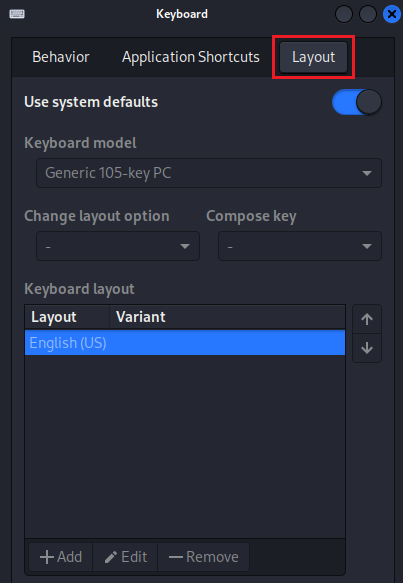 Keyboard
Behavior Application Shortcuts Layout
Use system defaults
Keyboard model
Generic 105-key PC
Change layout option Compose key
- -
Keyboard layout
Layout Variant
English (US)
Add Edit Remove